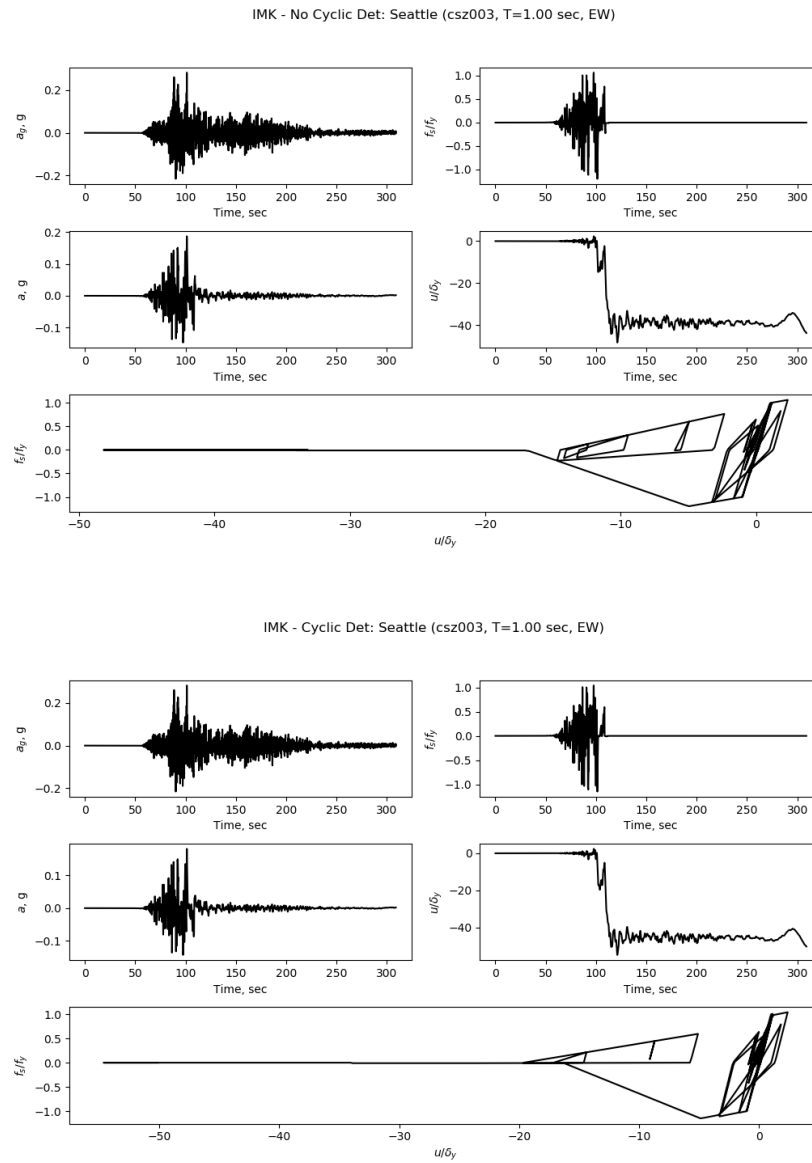 IMK - No Cyclic Det: Seattle (csz003, T=1.00 sec, EW)
a_g, g
0.2
0.0
−0.2
0 50 100 150 200 250 300
Time, sec
f_s/f_y
1.0
0.5
0.0
−0.5
−1.0
0 50 100 150 200 250 300
Time, sec
a, g
0.2
0.1
0.0
−0.1
0 50 100 150 200 250 300
Time, sec
u/δ_y
0
−20
−40
0 50 100 150 200 250 300
Time, sec
f_s/f_y
1.0
0.5
0.0
−0.5
−1.0
−50 −40 −30 −20 −10 0
u/δ_y
IMK - Cyclic Det: Seattle (csz003, T=1.00 sec, EW)
a_g, g
0.2
0.0
−0.2
0 50 100 150 200 250 300
Time, sec
f_s/f_y
1.0
0.5
0.0
−0.5
−1.0
0 50 100 150 200 250 300
Time, sec
a, g
0.1
0.0
−0.1
0 50 100 150 200 250 300
Time, sec
u/δ_y
0
−20
−40
0 50 100 150 200 250 300
Time, sec
f_s/f_y
1.0
0.5
0.0
−0.5
−1.0
−50 −40 −30 −20 −10 0
u/δ_y